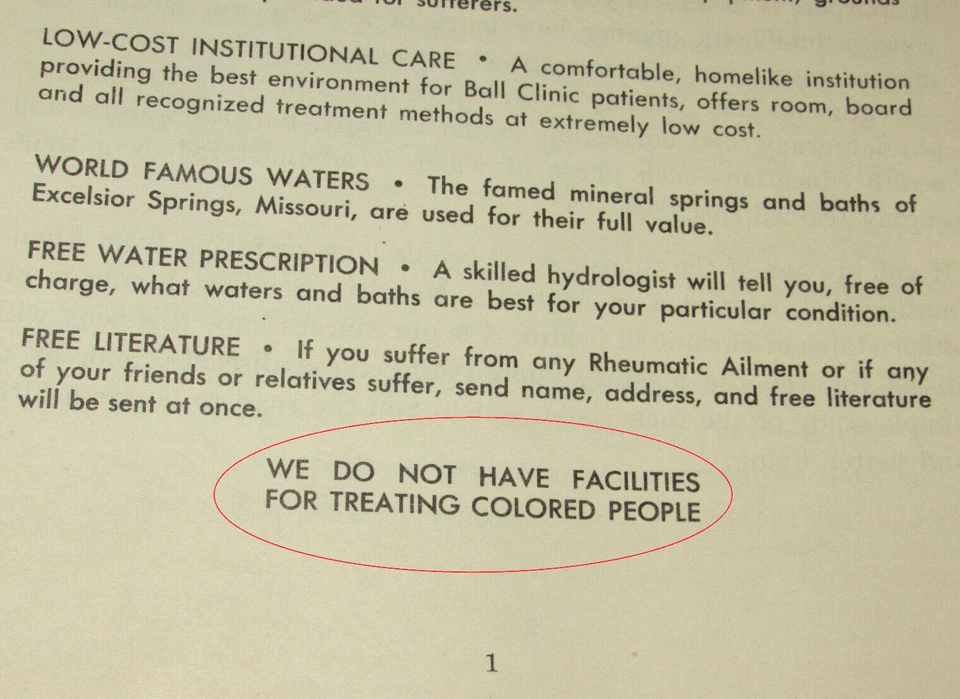 for sufferers.
LOW-COST INSTITUTIONAL CARE • A comfortable, homelike institution
providing the best environment for Ball Clinic patients, offers room, board
and all recognized treatment methods at extremely low cost.
WORLD FAMOUS WATERS • The famed mineral springs and baths of
Excelsior Springs, Missouri, are used for their full value.
FREE WATER PRESCRIPTION • A skilled hydrologist will tell you, free of
charge, what waters and baths are best for your particular condition.
FREE LITERATURE • If you suffer from any Rheumatic Ailment or if any
of your friends or relatives suffer, send name, address, and free literature
will be sent at once.
WE DO NOT HAVE FACILITIES
FOR TREATING COLORED PEOPLE
1